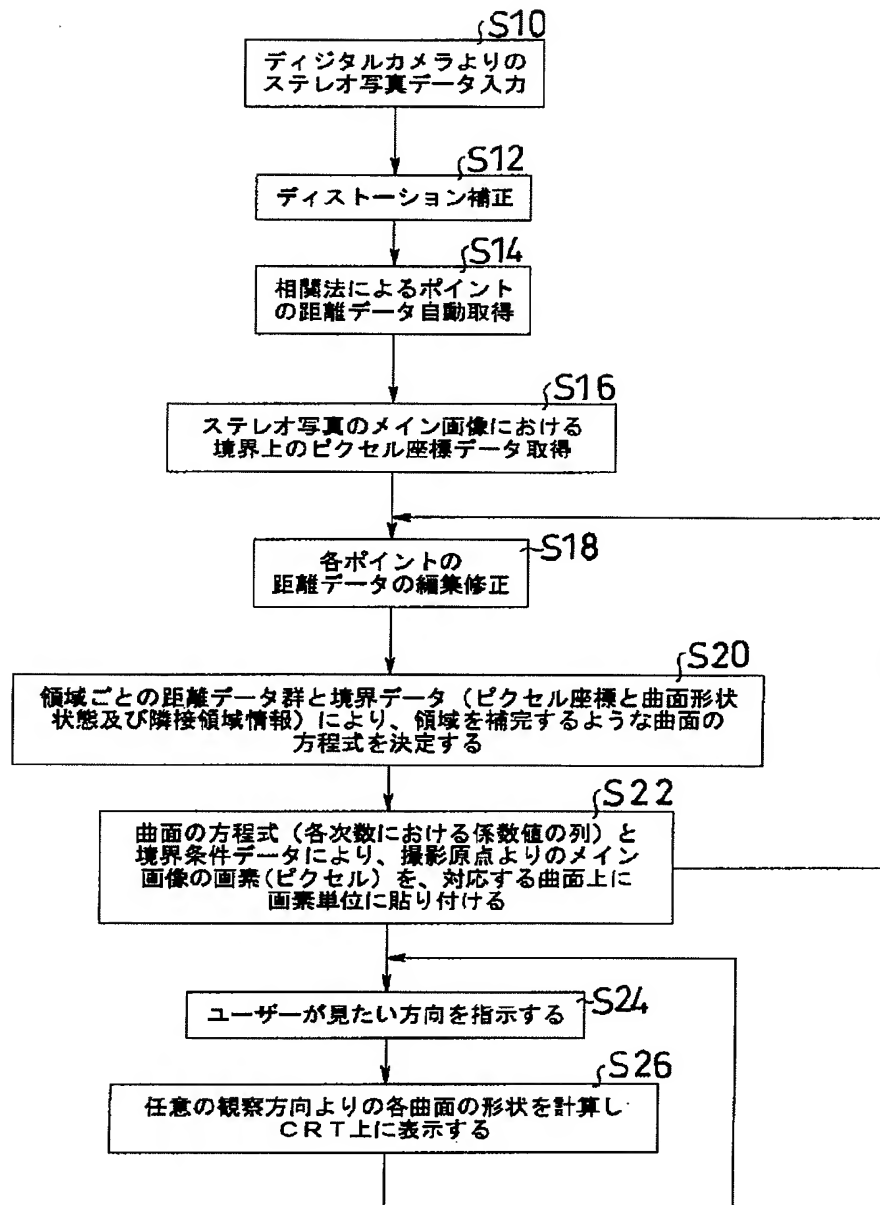 S10
ディジタルカメラよりの
ステレオ写真データ入力
S12
ディストーション補正
S14
相関法によるポイント
の距離データ自動取得
S16
ステレオ写真のメイン画像における
境界上のピクセル座標データ取得
S18
各ポイントの
距離データの編集修正
S20
領域ごとの距離データ群と境界データ(ピクセル座標と曲面形状
状態及び隣接領域情報)により、領域を補完するような曲面の
方程式を決定する
S22
曲面の方程式(各次数における係数値の列)と
境界条件データにより、撮影原点よりのメイン
画像の画素(ピクセル)を、対応する曲面上に
画素単位に貼り付ける
S24
ユーザーが見たい方向を指示する
S26
任意の観察方向よりの各曲面の形状を計算し
CRT上に表示する